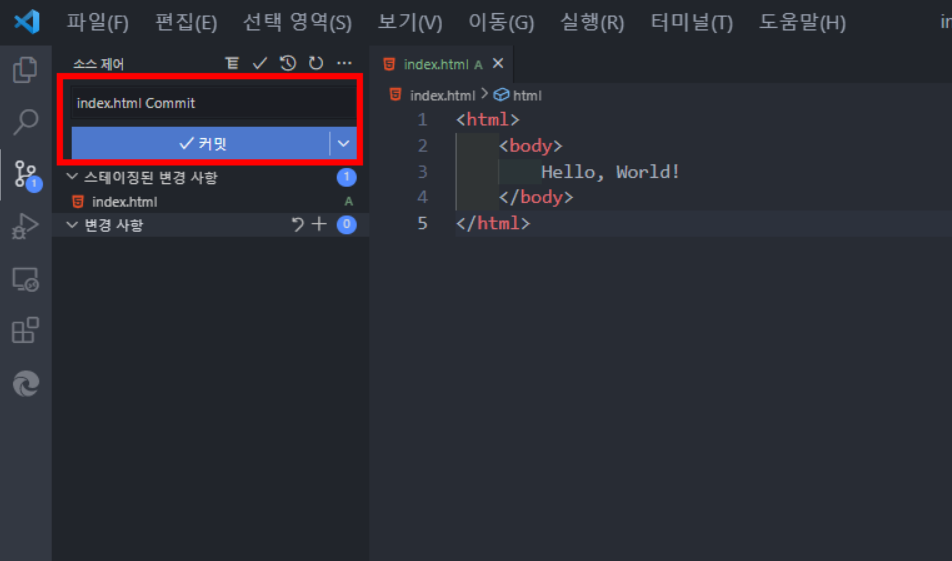 파일(F) 편집(E) 선택 영역(S) 보기(V) 이동(G) 실행(R) 터미널(T) 도움말(H) in
소스 제어
index.html Commit
커밋
스테이징된 변경 사항 1
index.html A
변경 사항 0
1
index.html A
index.html > html
1 <html>
2 <body>
3 Hello, World!
4 </body>
5 </html>